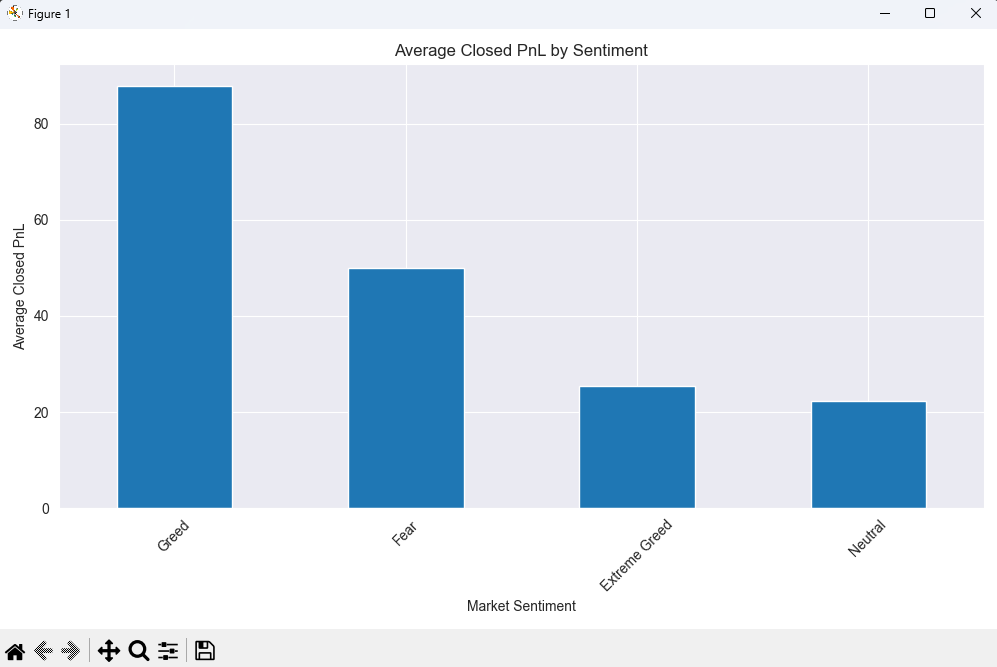 Figure 1
Average Closed PnL by Sentiment
80
60
40
20
0
Average Closed PnL
Greed
Fear
Extreme Greed
Neutral
Market Sentiment